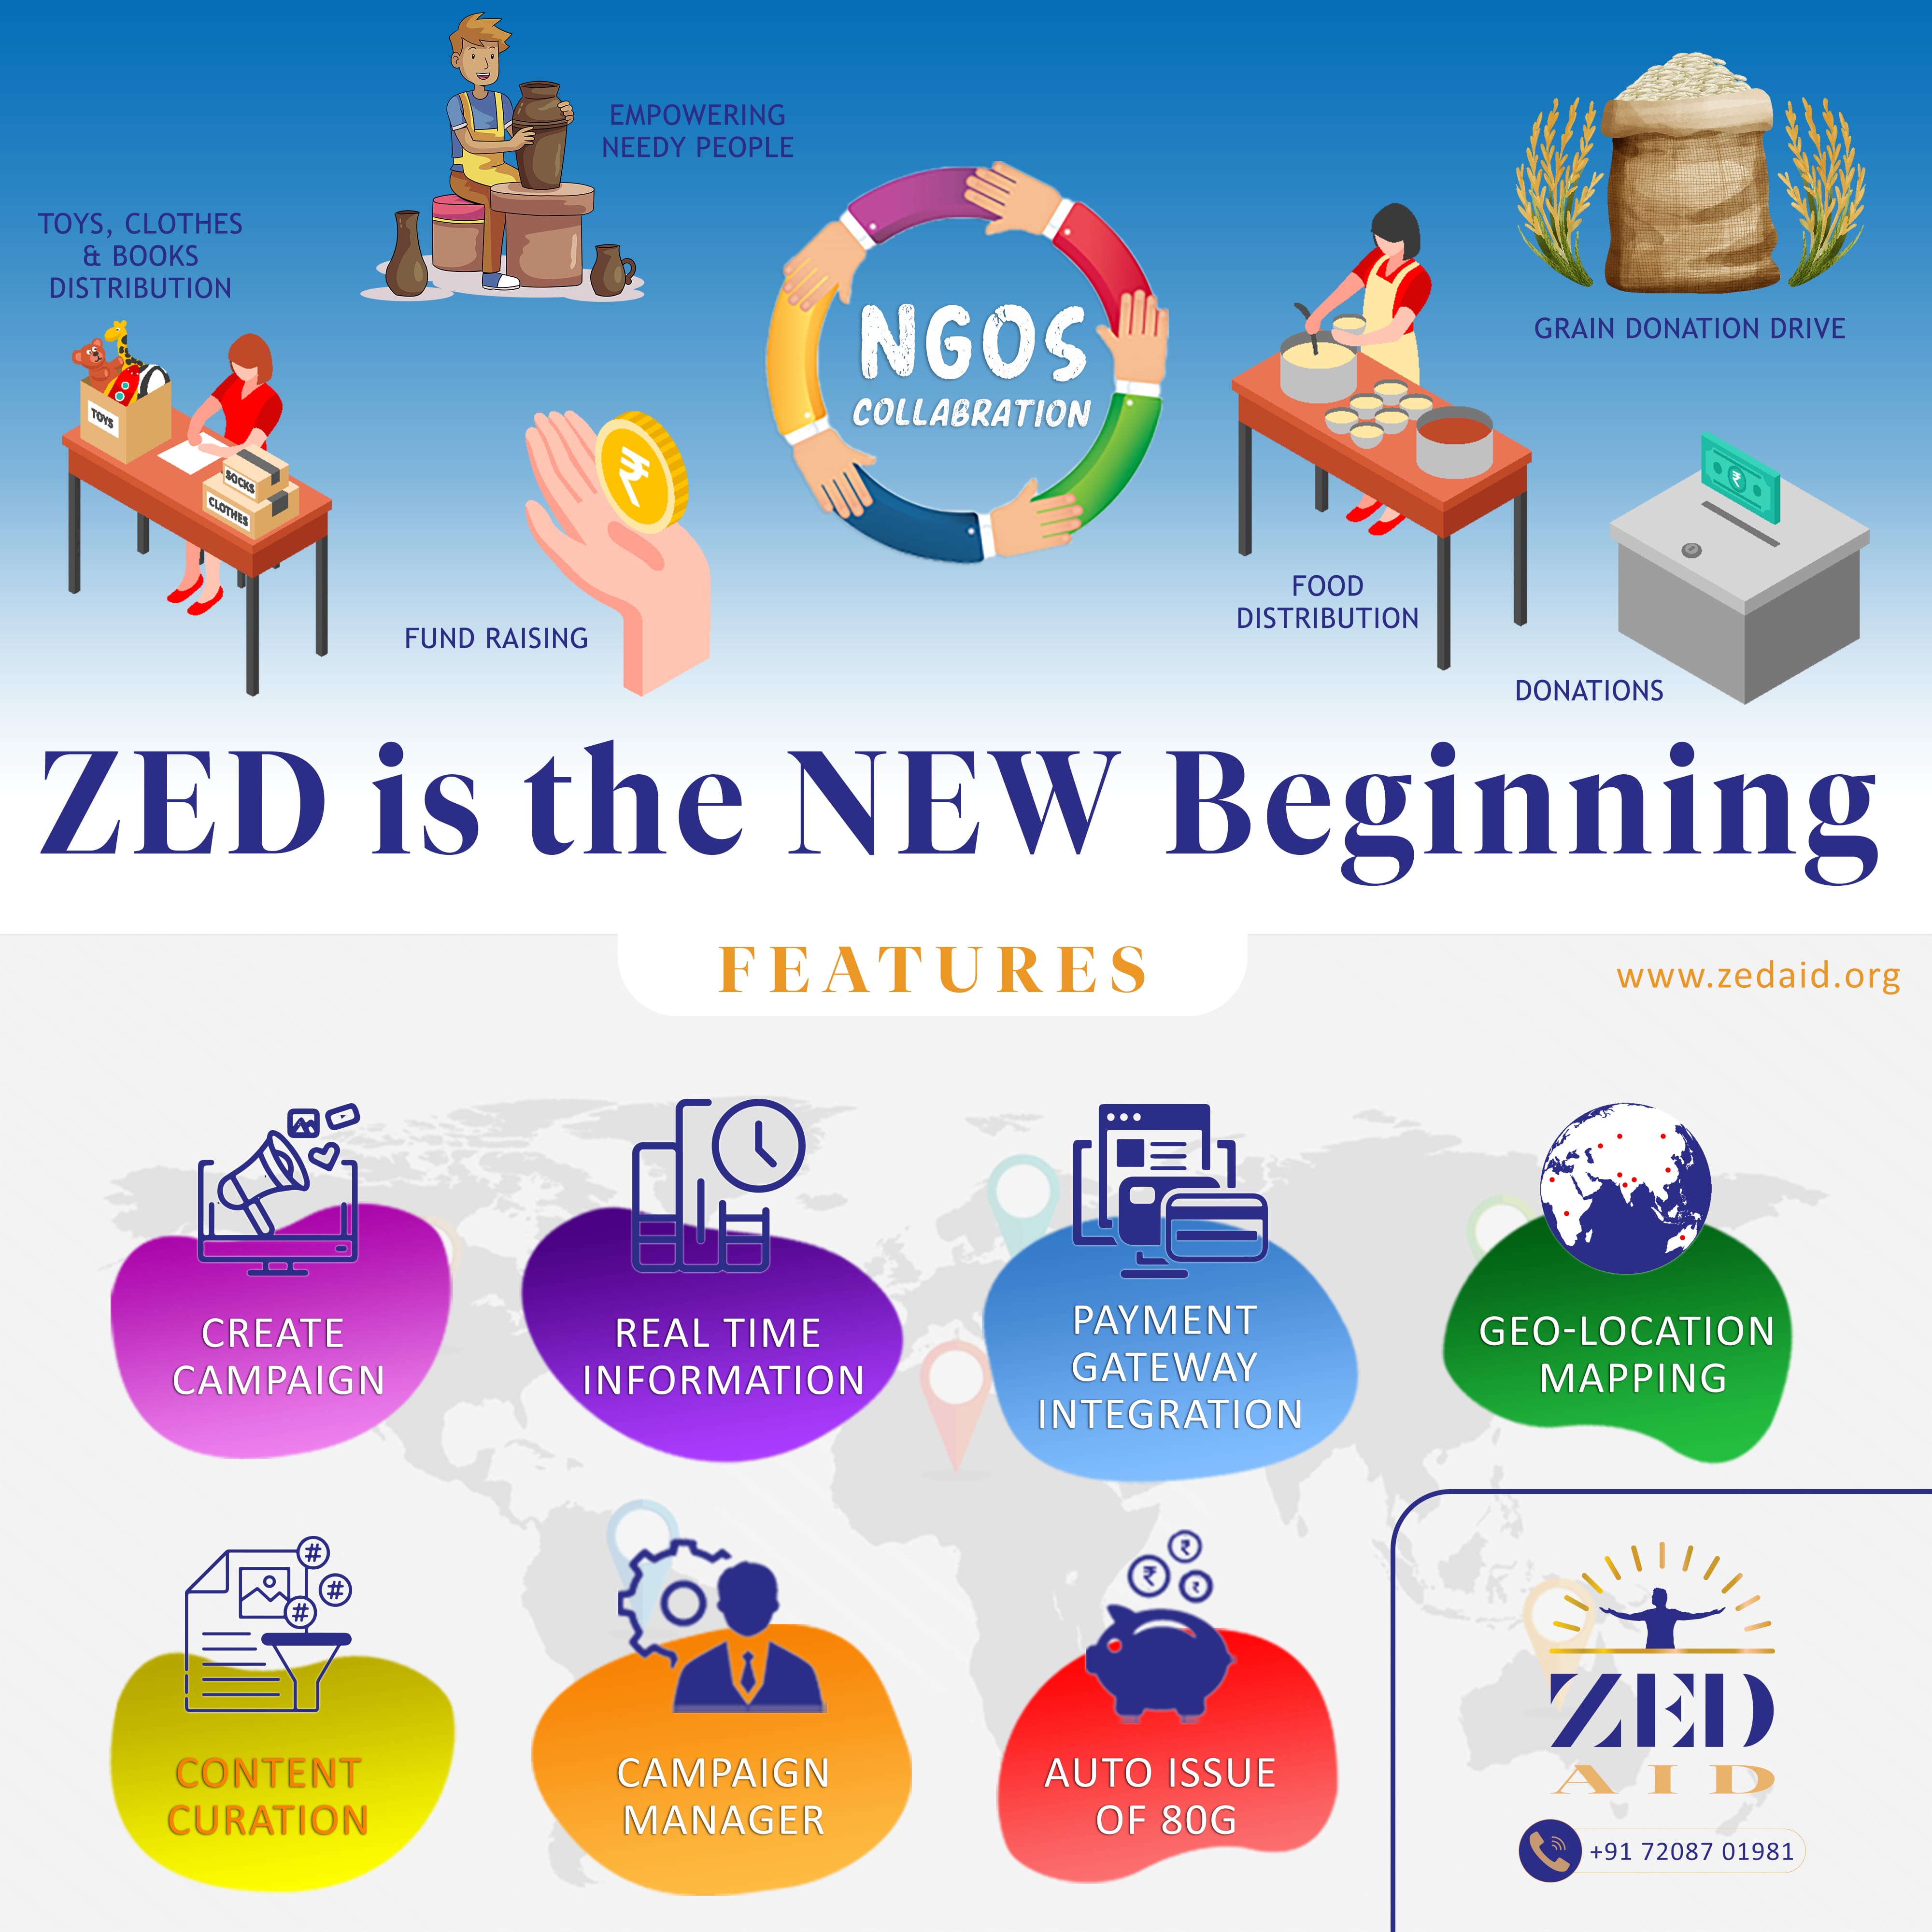 EMPOWERING
NEEDY PEOPLE
TOYS, CLOTHES
& BOOKS
DISTRIBUTION
TOYS
SOCKS
CLOTHES
FUND RAISING
₹
NGOS
COLLABRATION
GRAIN DONATION DRIVE
FOOD
DISTRIBUTION
₹
DONATIONS
ZED is the NEW Beginning
FEATURES
www.zedaid.org
CREATE
CAMPAIGN
REAL TIME
INFORMATION
PAYMENT
GATEWAY
INTEGRATION
GEO-LOCATION
MAPPING
#
#
#
CONTENT
CURATION
CAMPAIGN
MANAGER
₹
₹
₹
AUTO ISSUE
OF 80G
ZED
AID
+91 72087 01981